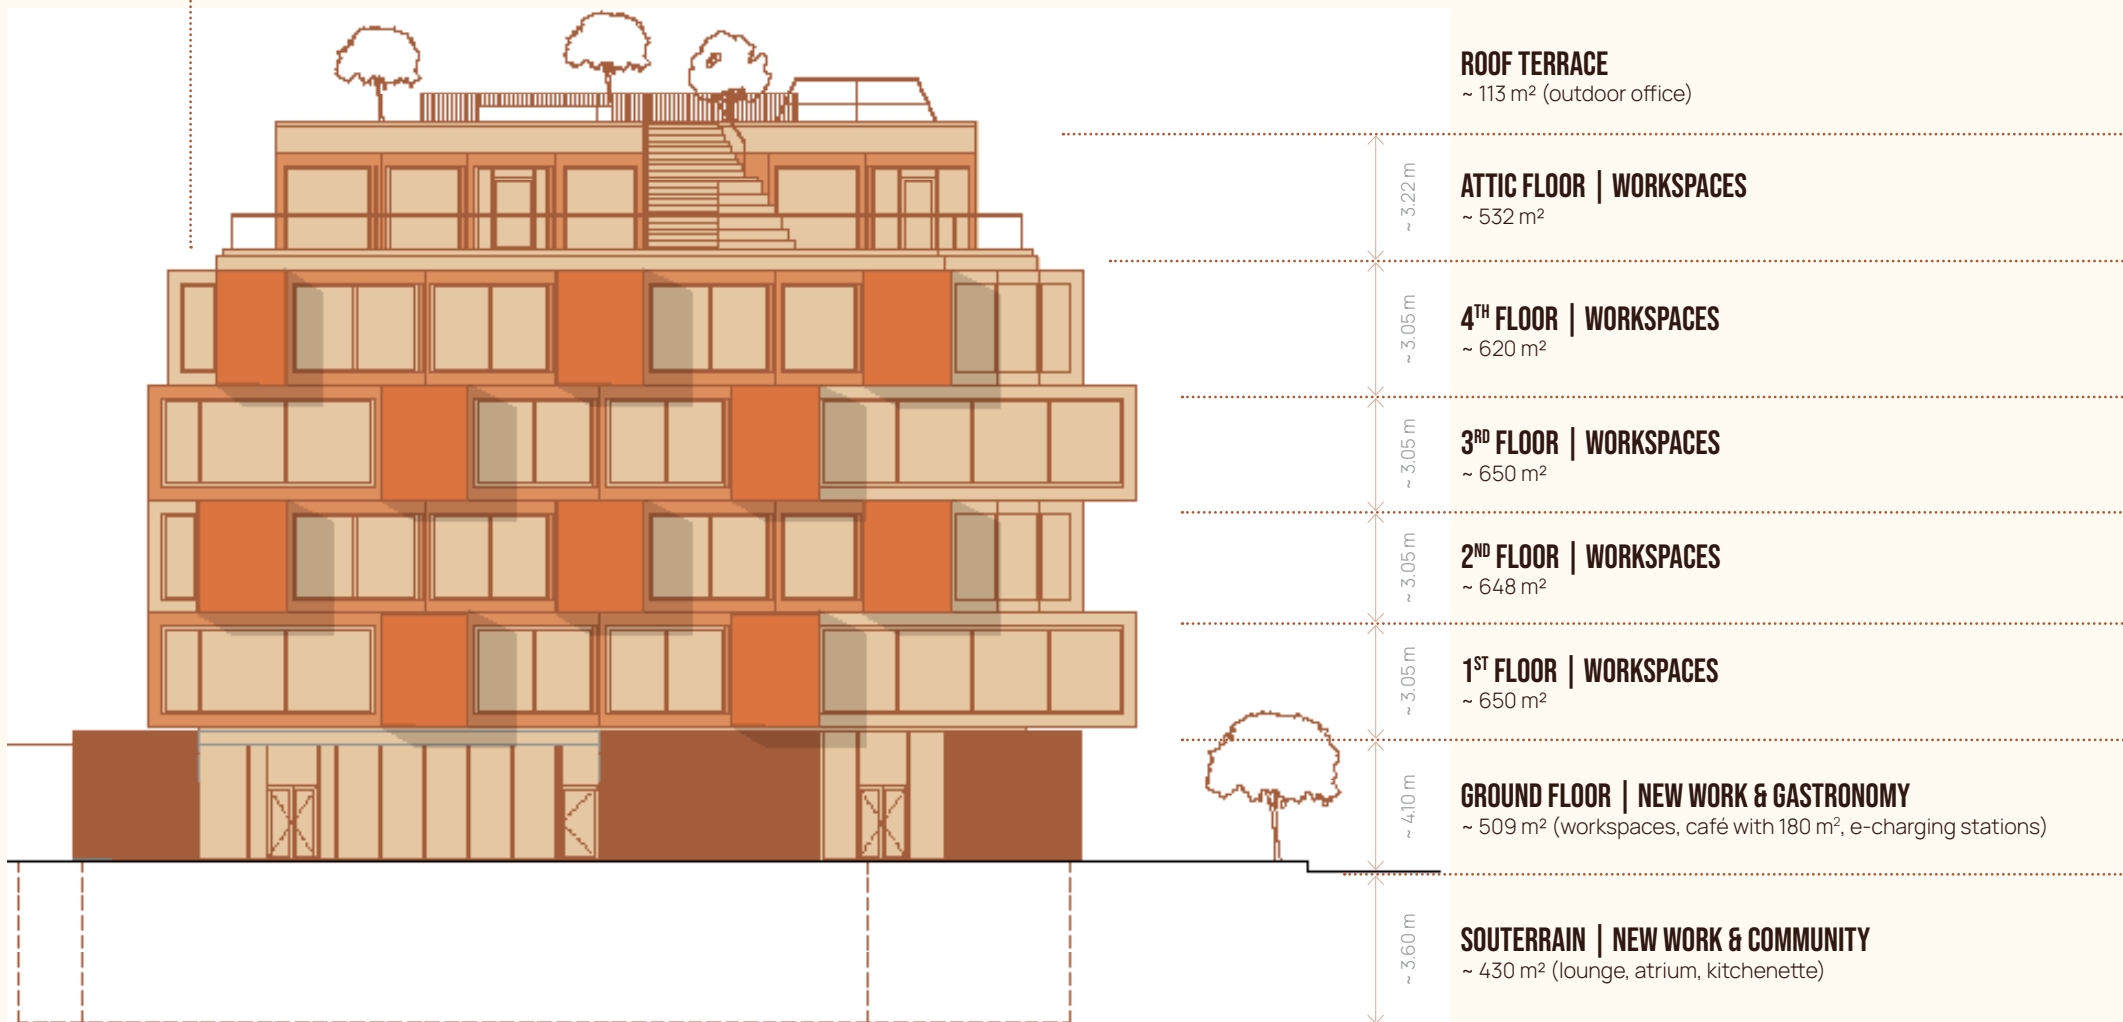 ROOF TERRACE
~ 113 m² (outdoor office)
~ 3.22 m
ATTIC FLOOR | WORKSPACES
~ 532 m²
~ 3.05 m
4TH FLOOR | WORKSPACES
~ 620 m²
~ 3.05 m
3RD FLOOR | WORKSPACES
~ 650 m²
~ 3.05 m
2ND FLOOR | WORKSPACES
~ 648 m²
~ 3.05 m
1ST FLOOR | WORKSPACES
~ 650 m²
~ 4.10 m
GROUND FLOOR | NEW WORK & GASTRONOMY
~ 509 m² (workspaces, café with 180 m², e-charging stations)
~ 3.60 m
SOUTERRAIN | NEW WORK & COMMUNITY
~ 430 m² (lounge, atrium, kitchenette)